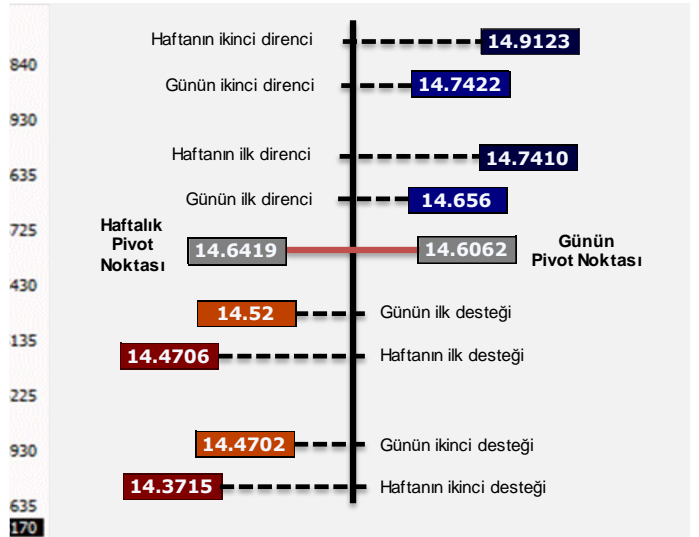 840
930
635
725
430
135
225
930
635
170
Haftanın ikinci direnci
14.9123
Günün ikinci direnci
14.7422
Haftanın ilk direnci
14.7410
Günün ilk direnci
14.656
Haftalık
Pivot
Noktası
14.6419
14.6062
Günün
Pivot Noktası
14.52
Günün ilk desteği
14.4706
Haftanın ilk desteği
14.4702
Günün ikinci desteği
14.3715
Haftanın ikinci desteği